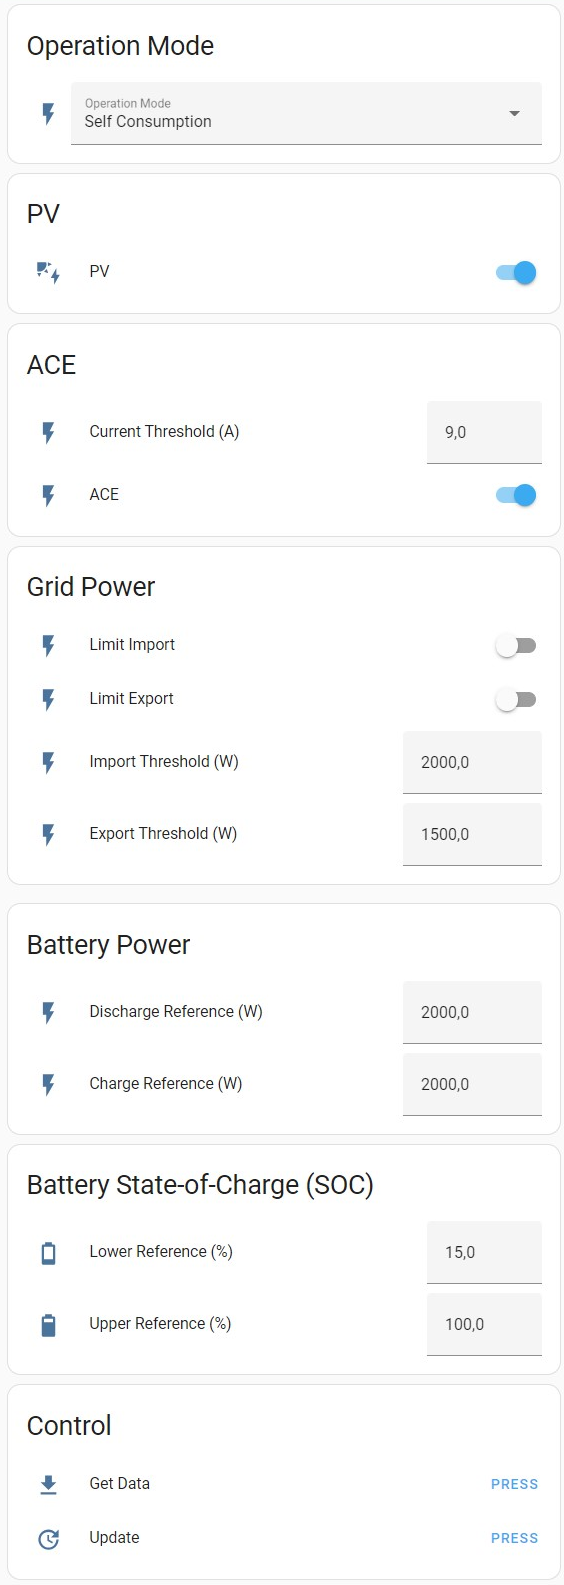 Operation Mode
Operation Mode
Self Consumption
PV
PV
ACE
Current Threshold (A)
9,0
ACE
Grid Power
Limit Import
Limit Export
Import Threshold (W)
2000,0
Export Threshold (W)
1500,0
Battery Power
Discharge Reference (W)
2000,0
Charge Reference (W)
2000,0
Battery State-of-Charge (SOC)
Lower Reference (%)
15,0
Upper Reference (%)
100,0
Control
Get Data
PRESS
Update
PRESS